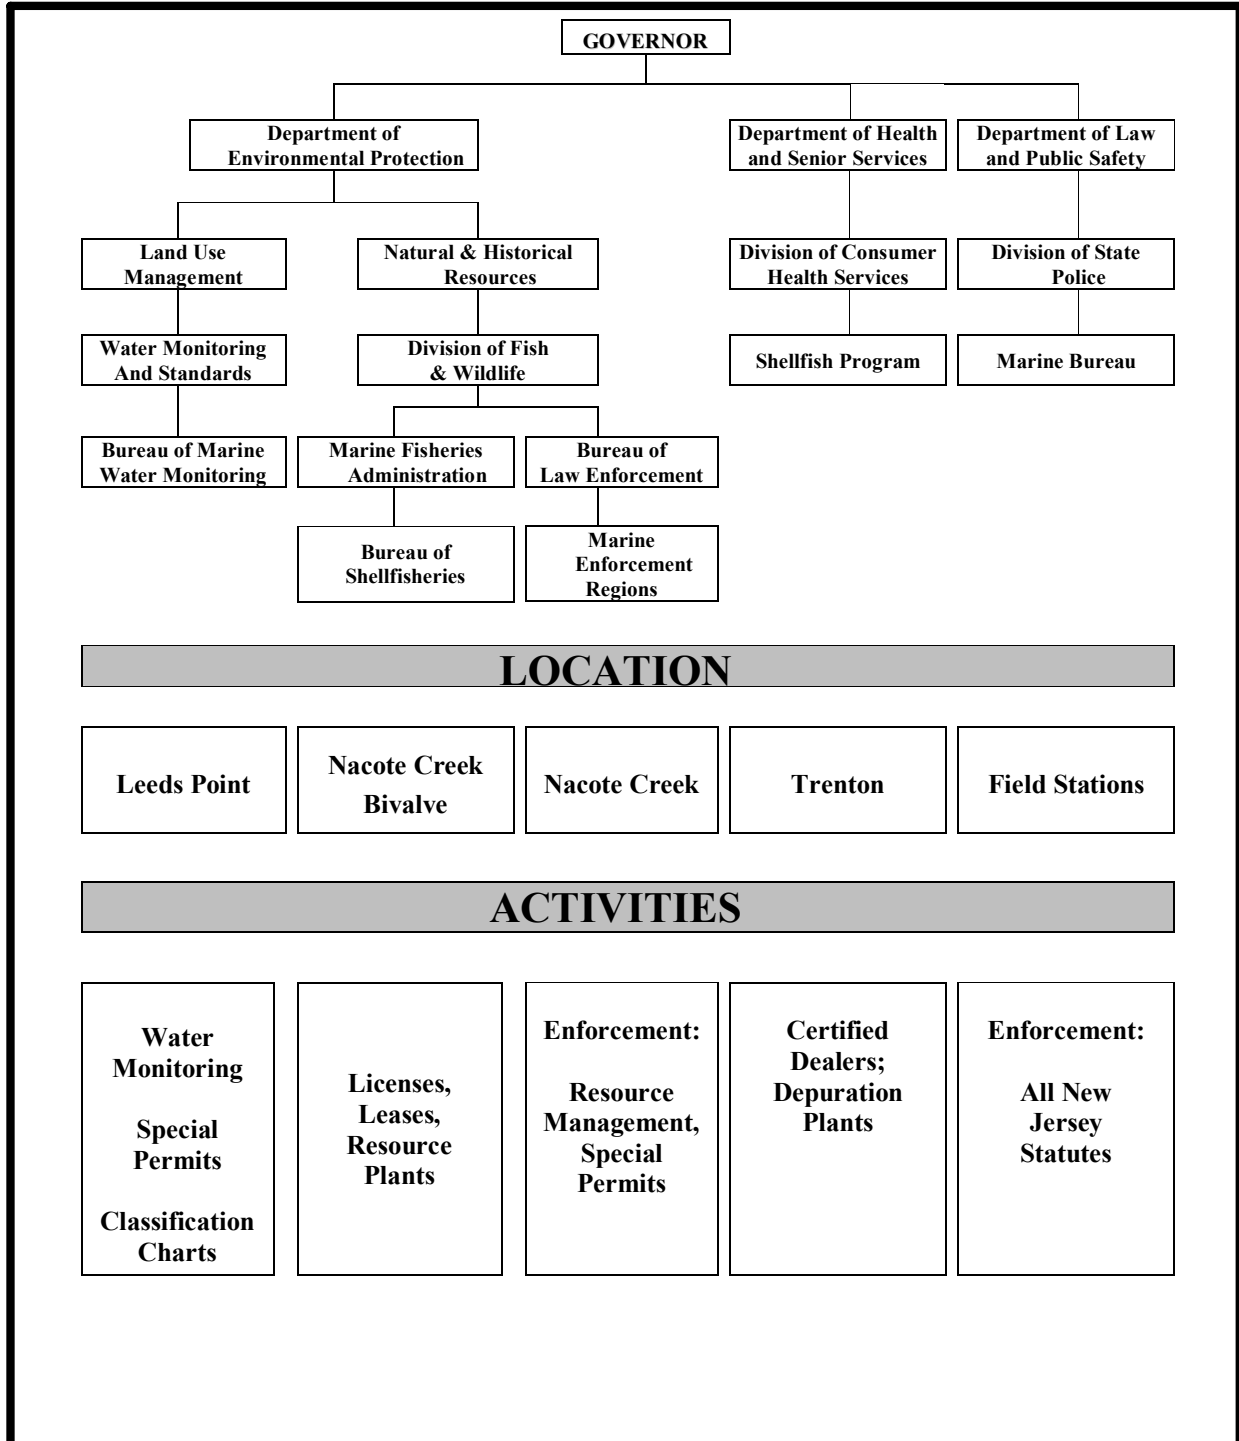 GOVERNOR
Department of
Environmental Protection
Department of Health
and Senior Services
Department of Law
and Public Safety
Land Use
Management
Natural & Historical
Resources
Division of Consumer
Health Services
Division of State
Police
Water Monitoring
And Standards
Division of Fish
& Wildlife
Shellfish Program
Marine Bureau
Bureau of Marine
Water Monitoring
Marine Fisheries
Administration
Bureau of
Law Enforcement
Bureau of
Shellfisheries
Marine
Enforcement
Regions
LOCATION
Leeds Point
Nacote Creek
Bivalve
Nacote Creek
Trenton
Field Stations
ACTIVITIES
Water
Monitoring
Special
Permits
Classification
Charts
Licenses,
Leases,
Resource
Plants
Enforcement:
Resource
Management,
Special
Permits
Certified
Dealers;
Depuration
Plants
Enforcement:
All New
Jersey
Statutes